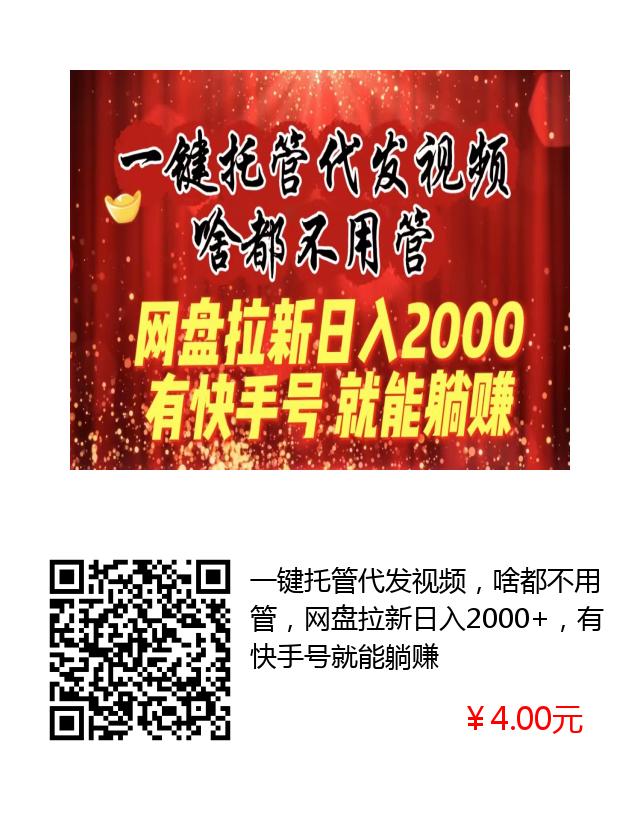 一键托管代发视频
啥都不用管
网盘拉新日入2000
有快手号 就能躺赚
一键托管代发视频，啥都不用
管，网盘拉新日入2000+，有
快手号就能躺赚
￥4.00元